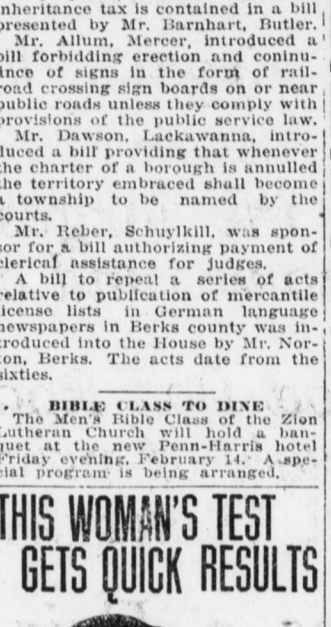 nheritance tax is contained in a bill
presented by Mr. Barnhart, Butler.
Mr. Allum, Mercer, introduced a
bill forbidding erection and coninu-
ince of signs in the form of rail-
road crossing sign boards on or near
public roads unless they comply with
provisions of the public service law.
Mr. Dawson, Lackawanna, intro-
duced a bill providing that whenever
the charter of a borough is annulled
the territory embraced shall become
a township to be named by the
courts.
Mr. Reber, Schuylkill, was spon-
sor for a bill authorizing payment of
clerical assistance for judges.
A bill to repeal a series of acts
relative to publication of mercantile
license lists in German language
newspapers in Berks county was in-
troduced into the House by Mr. Nor-
ton, Berks. The acts date from the
sixties.
BIBLE CLASS TO DINE
The Men's Bible Class of the Zion
Lutheran Church will hold a ban-
quet at the new Penn-Harris hotel
Friday evening, February 14. A spe-
cial program is being arranged.
THIS WOMAN'S TEST
GETS QUICK RESULTS